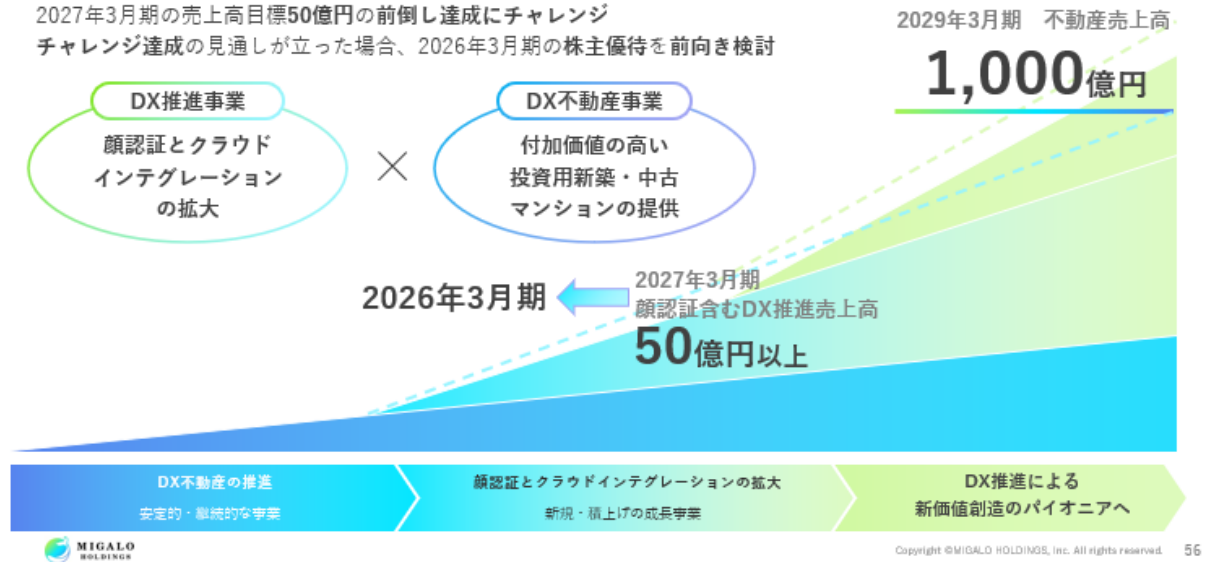 2027年3月期の売上高目標50億円の前倒し達成にチャレンジ
チャレンジ達成の見通しが立った場合、2026年3月期の株主優待を前向き検討
2029年3月期　不動産売上高
1,000億円
DX推進事業
顔認証とクラウド
インテグレーション
の拡大
×
DX不動産事業
付加価値の高い
投資用新築・中古
マンションの提供
2026年3月期
2027年3月期
顔認証含むDX推進売上高
50億円以上
DX不動産の推進
安定的・継続的な事業
顔認証とクラウドインテグレーションの拡大
新規・積上げの成長事業
DX推進による
新価値創造のパイオニアへ
MIGALO
HOLDINGS
Copyright ©MIGALO HOLDINGS, Inc. All rights reserved.
56